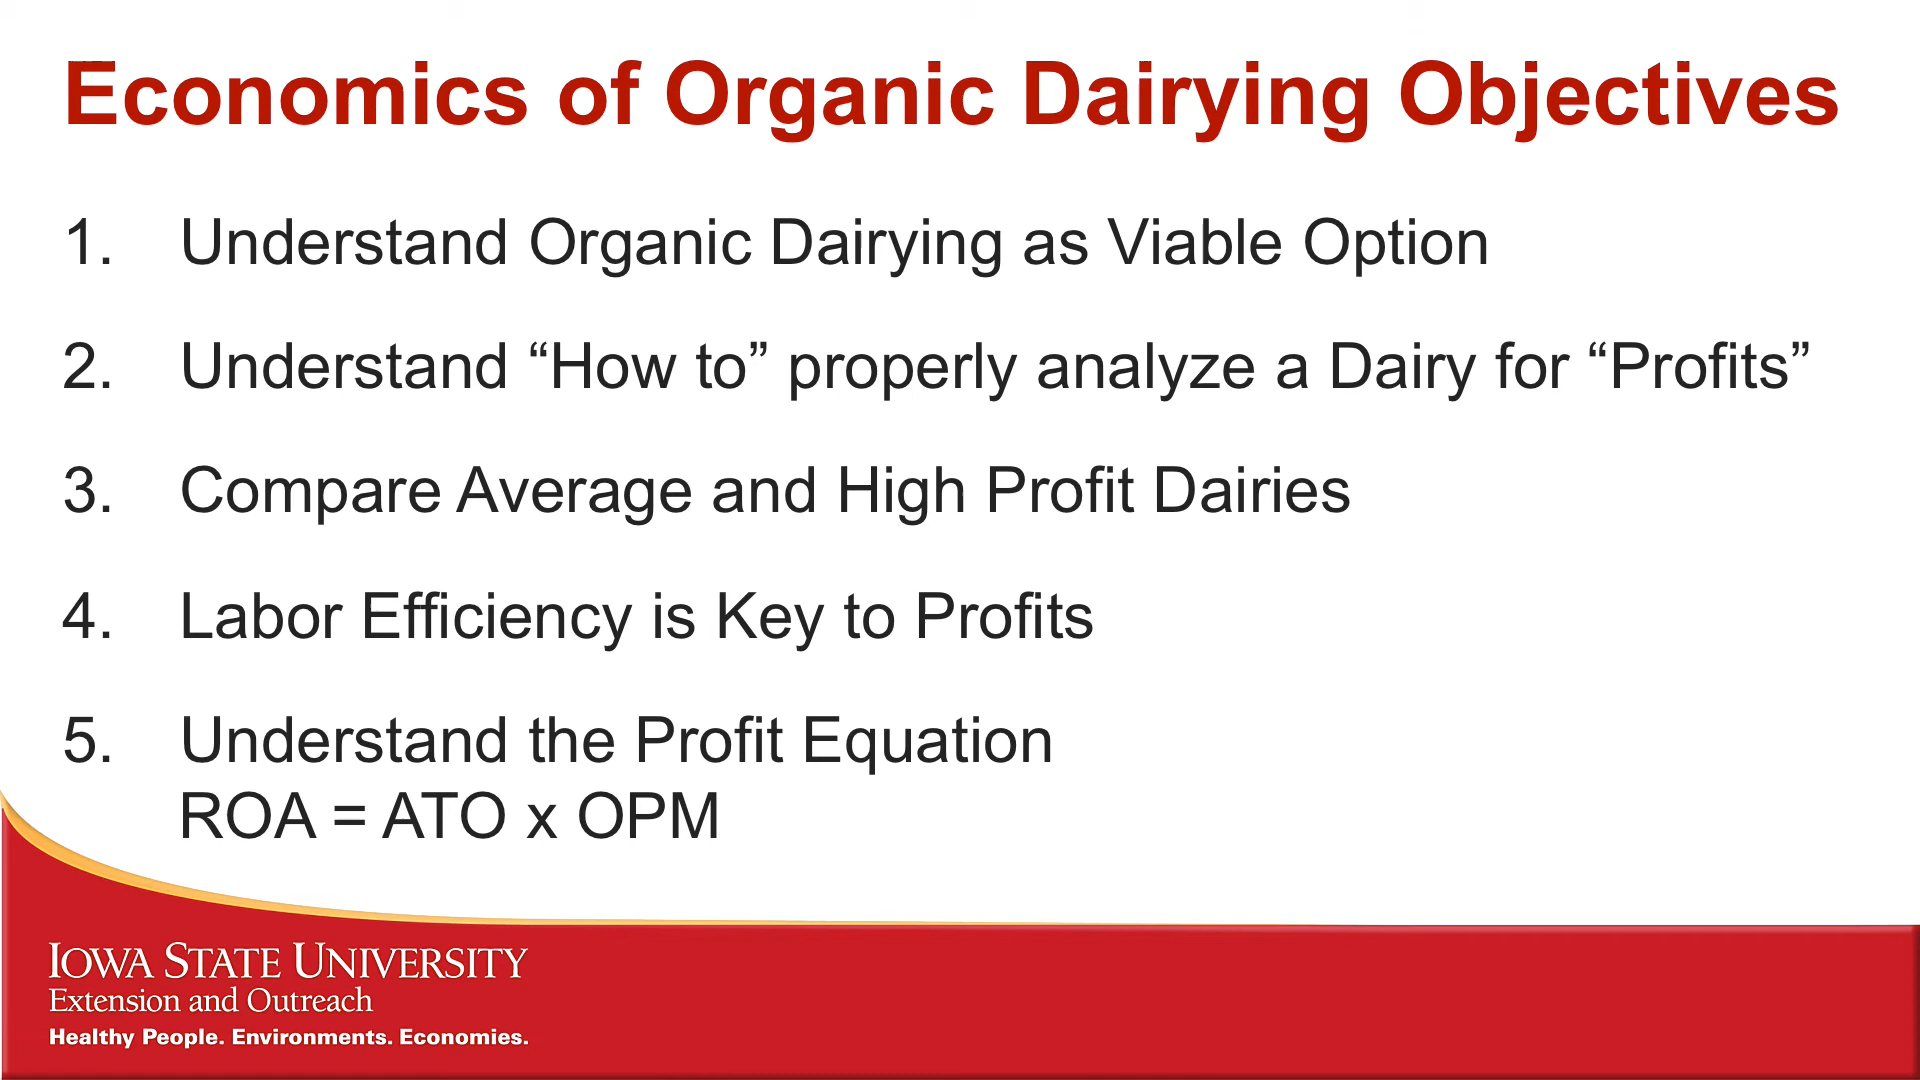 Economics of Organic Dairying Objectives
1. Understand Organic Dairying as Viable Option
2. Understand “How to” properly analyze a Dairy for “Profits”
3. Compare Average and High Profit Dairies
4. Labor Efficiency is Key to Profits
5. Understand the Profit Equation
ROA = ATO x OPM
IOWA STATE UNIVERSITY
Extension and Outreach
Healthy People. Environments. Economies.